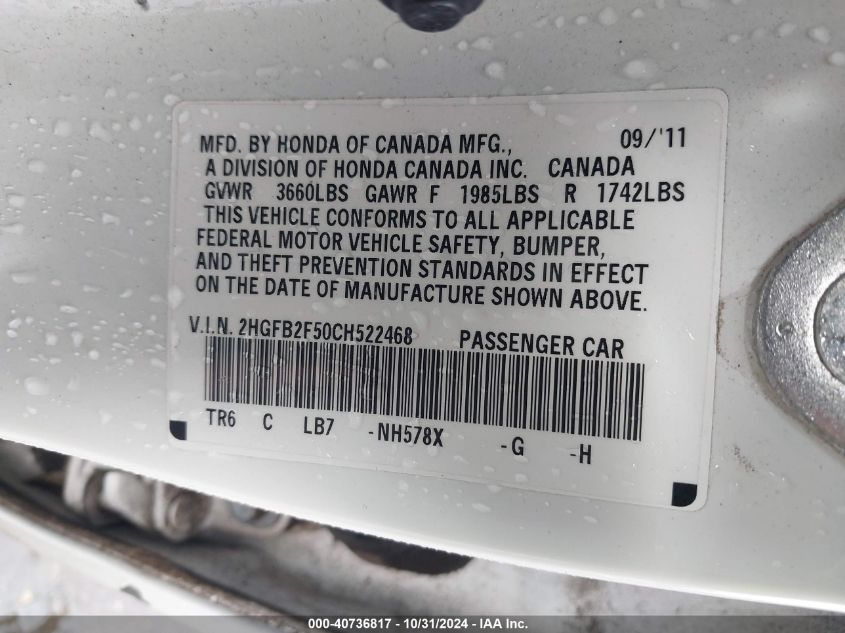 MFD. BY HONDA OF CANADA MFG., 09/'11
A DIVISION OF HONDA CANADA INC. CANADA
GVWR 3660LBS GAWR F 1985LBS R 1742LBS
THIS VEHICLE CONFORMS TO ALL APPLICABLE
FEDERAL MOTOR VEHICLE SAFETY, BUMPER,
AND THEFT PREVENTION STANDARDS IN EFFECT
ON THE DATE OF MANUFACTURE SHOWN ABOVE.
V.I.N. 2HGFB2F50CH522468 PASSENGER CAR
TR6 C LB7 -NH578X -G -H
000-40736817 - 10/31/2024 - IAA Inc.